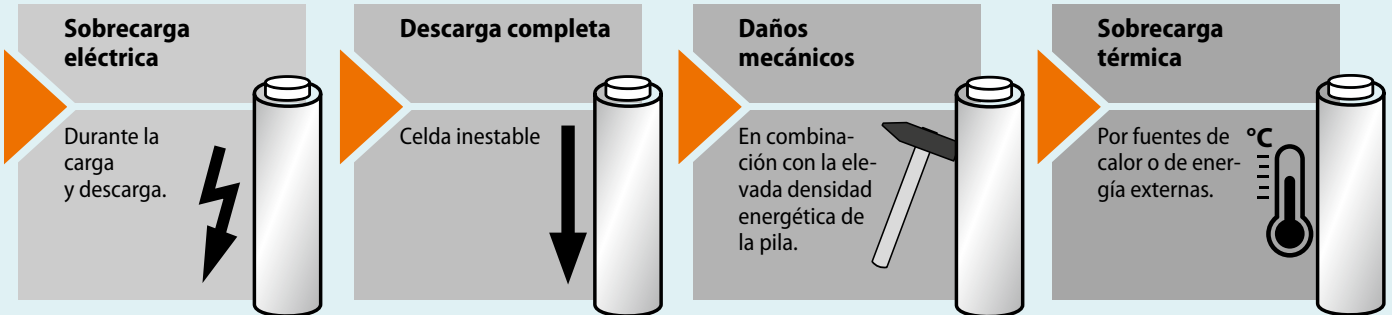 Sobrecarga
eléctrica
Durante la
carga
y descarga.
Descarga completa
Celda inestable
Daños
mecánicos
En combina-
ción con la ele-
vada densidad
energética de
la pila.
Sobrecarga
térmica
Por fuentes de
calor o de ener-
gía externas.
°C